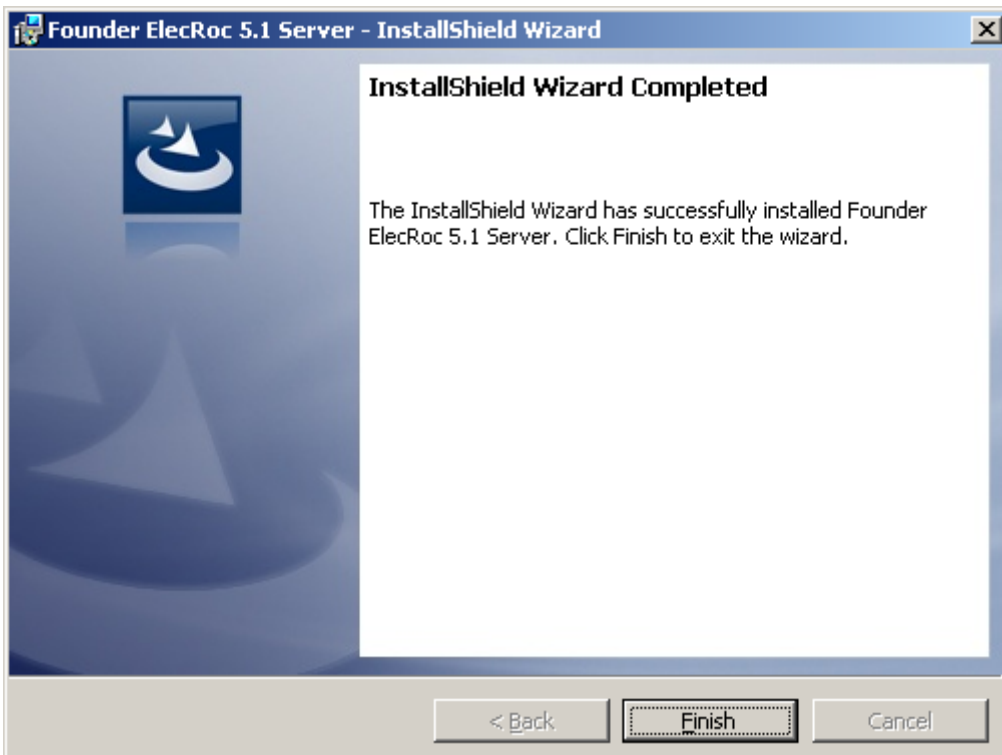 Founder ElecRoc 5.1 Server - InstallShield Wizard
InstallShield Wizard Completed
The InstallShield Wizard has successfully installed Founder
ElecRoc 5.1 Server. Click Finish to exit the wizard.
< Back
Finish
Cancel